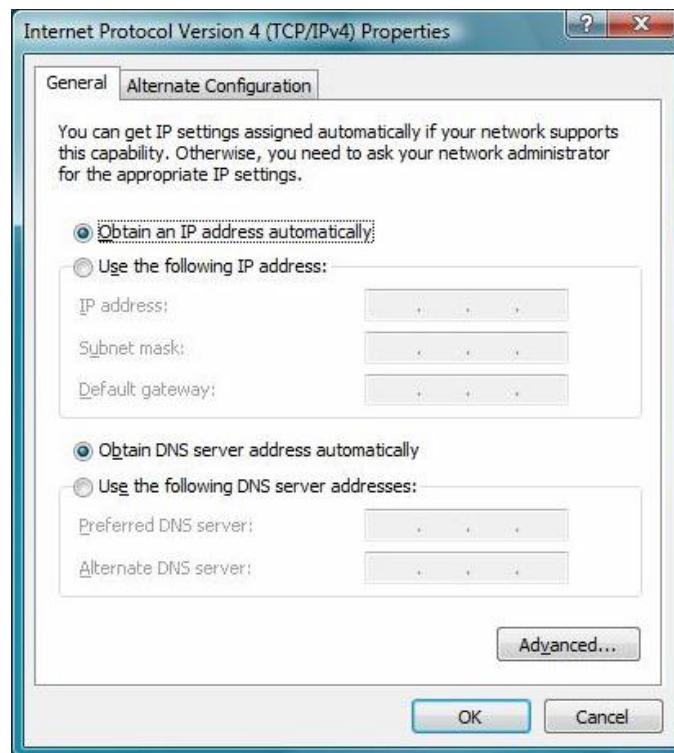 Internet Protocol Version 4 (TCP/IPv4) Properties
General
Alternate Configuration
You can get IP settings assigned automatically if your network supports
this capability. Otherwise, you need to ask your network administrator
for the appropriate IP settings.
Obtain an IP address automatically
Use the following IP address:
IP address:
Subnet mask:
Default gateway:
Obtain DNS server address automatically
Use the following DNS server addresses:
Preferred DNS server:
Alternate DNS server:
Advanced...
OK
Cancel